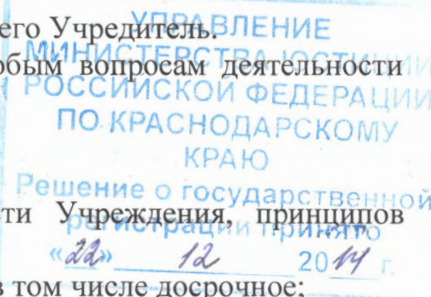 его Учредитель.
УПРАВЛЕНИЕ
МИНИСТЕРСТВА ЮСТИЦИИ
обым вопросам деятельности
РОССИЙСКОЙ ФЕДЕРАЦИИ
ПО КРАСНОДАРСКОМУ
КРАЮ
Решение о государственной
ти Учреждения, принципов
регистрации принято
«22» 12 2014 г.
в том числе досрочное;